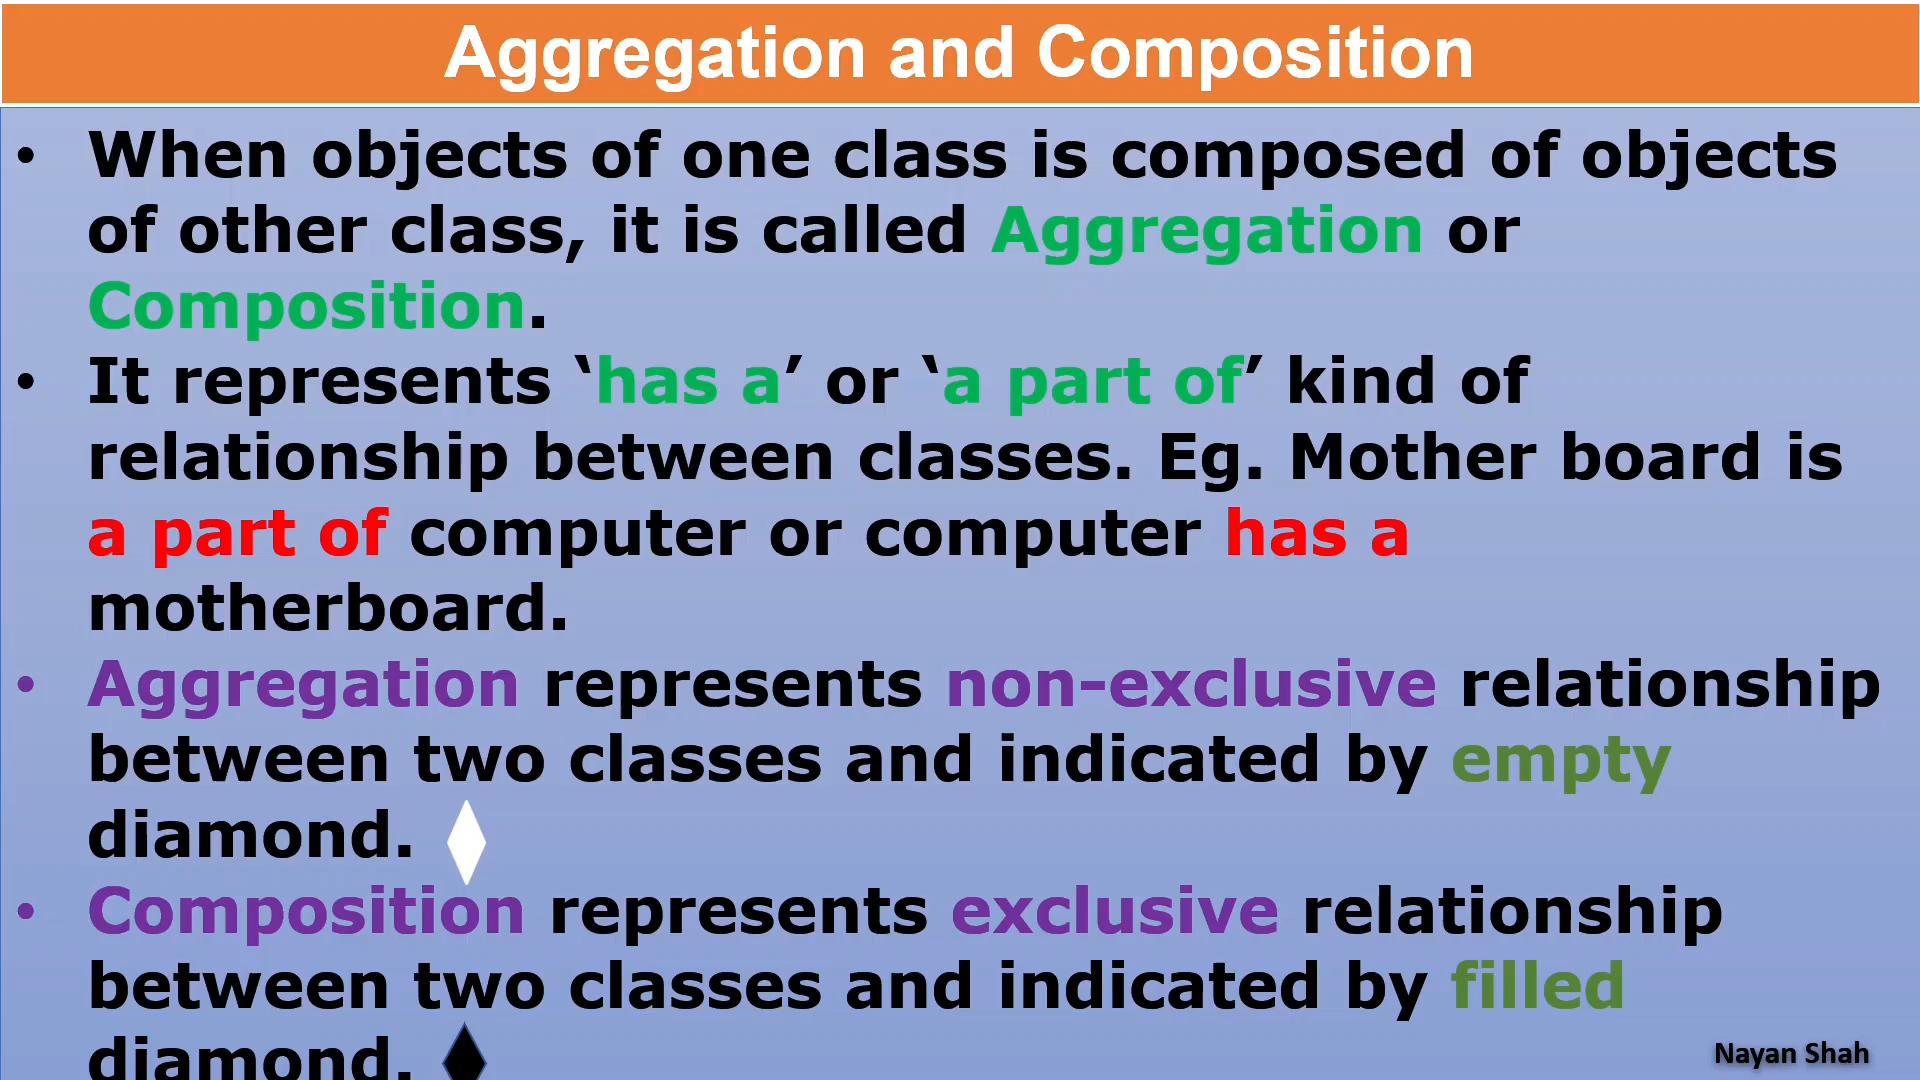 Aggregation and Composition
• When objects of one class is composed of objects
of other class, it is called Aggregation or
Composition.
• It represents ‘has a’ or ‘a part of’ kind of
relationship between classes. Eg. Mother board is
a part of computer or computer has a
motherboard.
• Aggregation represents non-exclusive relationship
between two classes and indicated by empty
diamond.
• Composition represents exclusive relationship
between two classes and indicated by filled
diamond.
Nayan Shah